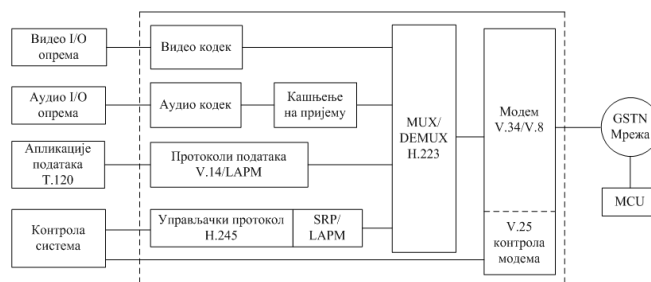 Видео I/O
опрема
Видео кодек
Аудио I/O
опрема
Аудио кодек
Кашњење
на пријему
Апликације
података
T.120
Протоколи података
V.14/LAPM
Контрола
система
Управљачки протокол
H.245
SRP/
LAPM
MUX/
DEMUX
H.223
Модем
V.34/V.8
V.25
контрола
модема
GSTN
Мрежа
MCU